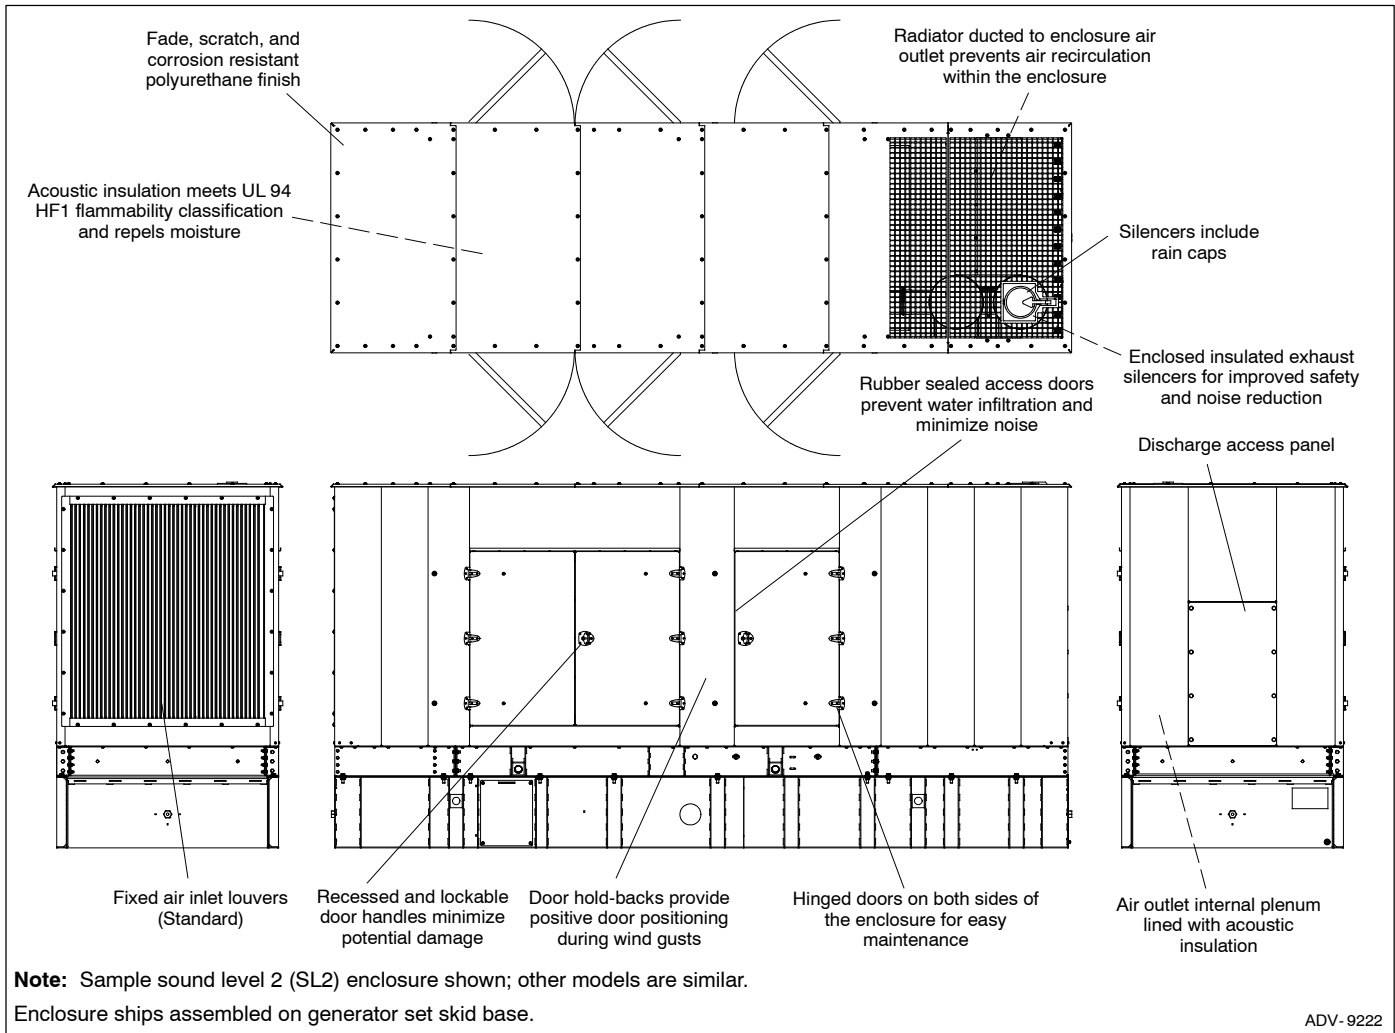 Fade, scratch, and
corrosion resistant
polyurethane finish
Radiator ducted to enclosure air
outlet prevents air recirculation
within the enclosure
Acoustic insulation meets UL 94
HF1 flammability classification
and repels moisture
Silencers include
rain caps
Enclosed insulated exhaust
silencers for improved safety
and noise reduction
Rubber sealed access doors
prevent water infiltration and
minimize noise
Discharge access panel
Fixed air inlet louvers
(Standard)
Recessed and lockable
door handles minimize
potential damage
Door hold-backs provide
positive door positioning
during wind gusts
Hinged doors on both sides of
the enclosure for easy
maintenance
Air outlet internal plenum
lined with acoustic
insulation
Note: Sample sound level 2 (SL2) enclosure shown; other models are similar.
Enclosure ships assembled on generator set skid base.
ADV-9222